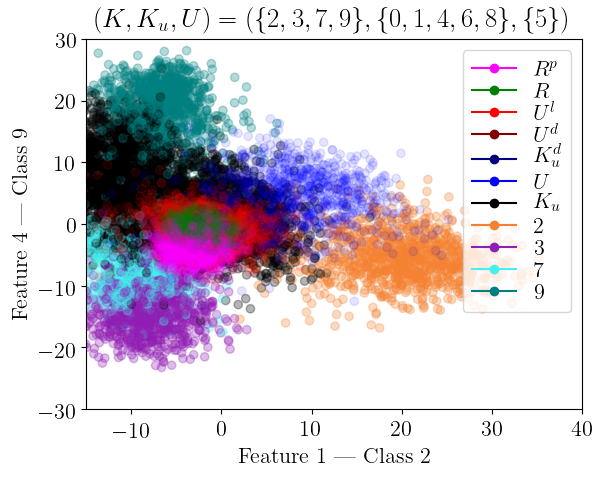 (K, K_u, U) = ({2, 3, 7, 9}, {0, 1, 4, 6, 8}, {5})
30
20
10
0
−10
−20
−30
Feature 4 — Class 9
R^p
R
U^l
U^d
K_u^d
U
K_u
2
3
7
9
−10
0
10
20
30
40
Feature 1 — Class 2